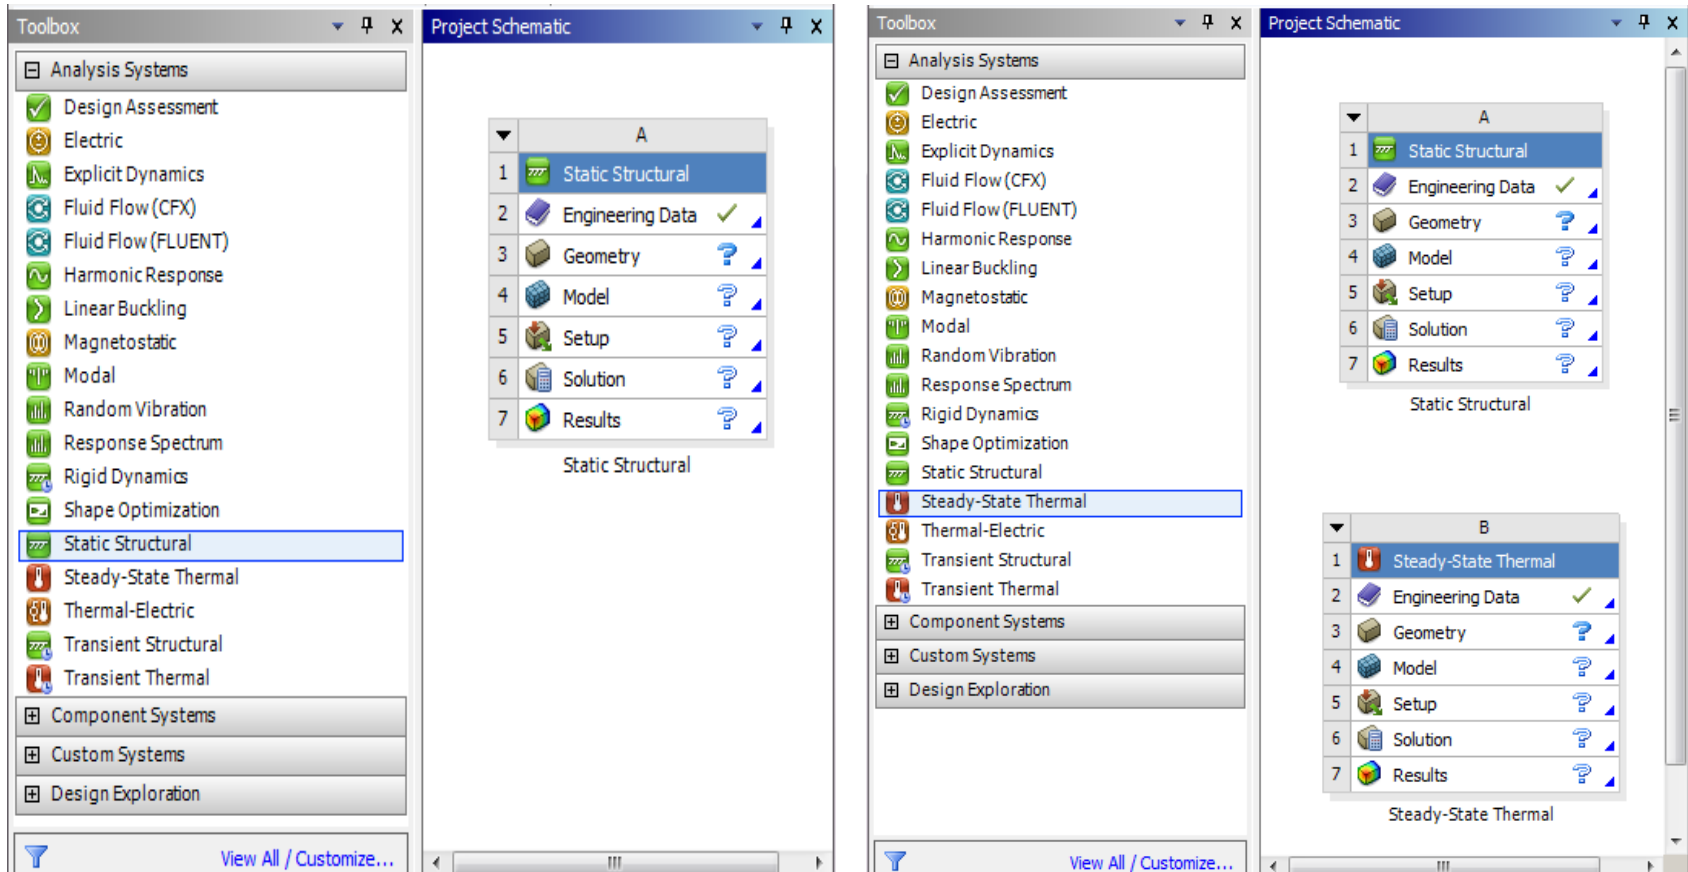 Toolbox
Analysis Systems
Design Assessment
Electric
Explicit Dynamics
Fluid Flow (CFX)
Fluid Flow (FLUENT)
Harmonic Response
Linear Buckling
Magnetostatic
Modal
Random Vibration
Response Spectrum
Rigid Dynamics
Shape Optimization
Static Structural
Steady-State Thermal
Thermal-Electric
Transient Structural
Transient Thermal
Component Systems
Custom Systems
Design Exploration
View All / Customize...
Project Schematic
A
1 Static Structural
2 Engineering Data
3 Geometry
4 Model
5 Setup
6 Solution
7 Results
Static Structural
Toolbox
Analysis Systems
Design Assessment
Electric
Explicit Dynamics
Fluid Flow (CFX)
Fluid Flow (FLUENT)
Harmonic Response
Linear Buckling
Magnetostatic
Modal
Random Vibration
Response Spectrum
Rigid Dynamics
Shape Optimization
Static Structural
Steady-State Thermal
Thermal-Electric
Transient Structural
Transient Thermal
Component Systems
Custom Systems
Design Exploration
View All / Customize...
Project Schematic
A
1 Static Structural
2 Engineering Data
3 Geometry
4 Model
5 Setup
6 Solution
7 Results
Static Structural
B
1 Steady-State Thermal
2 Engineering Data
3 Geometry
4 Model
5 Setup
6 Solution
7 Results
Steady-State Thermal